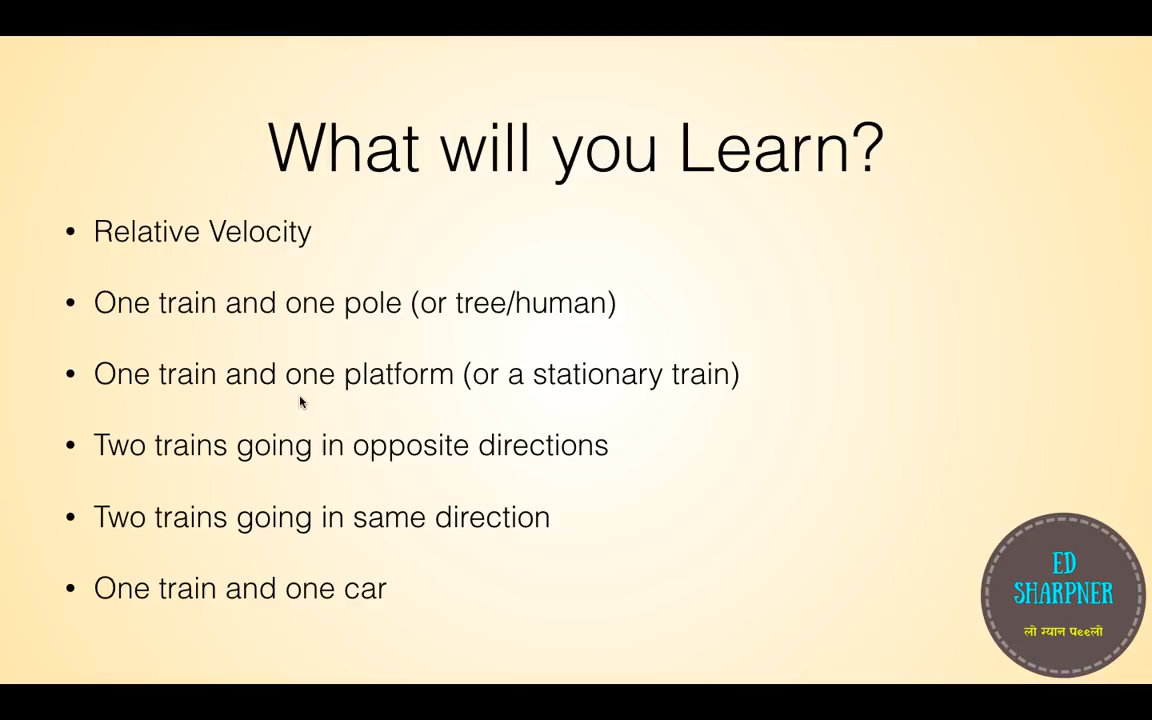 What will you Learn?
• Relative Velocity
• One train and one pole (or tree/human)
• One train and one platform (or a stationary train)
• Two trains going in opposite directions
• Two trains going in same direction
• One train and one car
ED
SHARPNER
लो ग्यान पeeलो